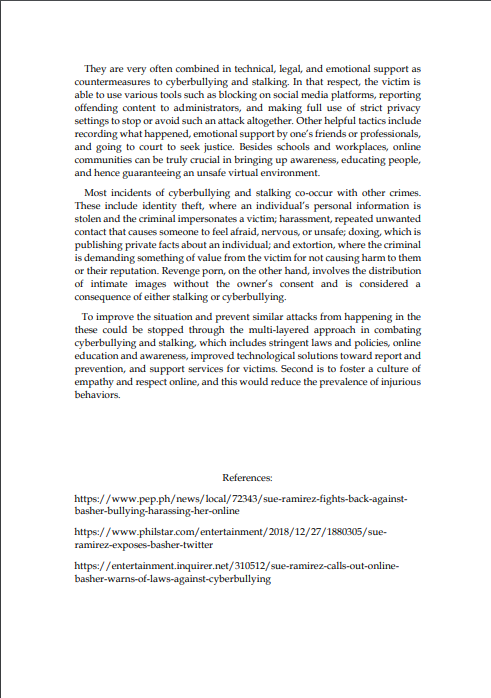 They are very often combined in technical, legal, and emotional support as
countermeasures to cyberbullying and stalking. In that respect, the victim is
able to use various tools such as blocking on social media platforms, reporting
offending content to administrators, and making full use of strict privacy
settings to stop or avoid such an attack altogether. Other helpful tactics include
recording what happened, emotional support by one's friends or professionals,
and going to court to seek justice. Besides schools and workplaces, online
communities can be truly crucial in bringing up awareness, educating people,
and hence guaranteeing an unsafe virtual environment.
Most incidents of cyberbullying and stalking co-occur with other crimes.
These include identity theft, where an individual's personal information is
stolen and the criminal impersonates a victim; harassment, repeated unwanted
contact that causes someone to feel afraid, nervous, or unsafe; doxing, which is
publishing private facts about an individual; and extortion, where the criminal
is demanding something of value from the victim for not causing harm to them
or their reputation. Revenge porn, on the other hand, involves the distribution
of intimate images without the owner's consent and is considered a
consequence of either stalking or cyberbullying.
To improve the situation and prevent similar attacks from happening in the
these could be stopped through the multi-layered approach in combating
cyberbullying and stalking, which includes stringent laws and policies, online
education and awareness, improved technological solutions toward report and
prevention, and support services for victims. Second is to foster a culture of
empathy and respect online, and this would reduce the prevalence of injurious
behaviors.
References:
https://www.pep.ph/news/local/72343/sue-ramirez-fights-back-against-
basher-bullying-harassing-her-online
https://www.philstar.com/entertainment/2018/12/27/1880305/sue-
ramirez-exposes-basher-twitter
https://entertainment.inquirer.net/310512/sue-ramirez-calls-out-online-
basher-warns-of-laws-against-cyberbullying